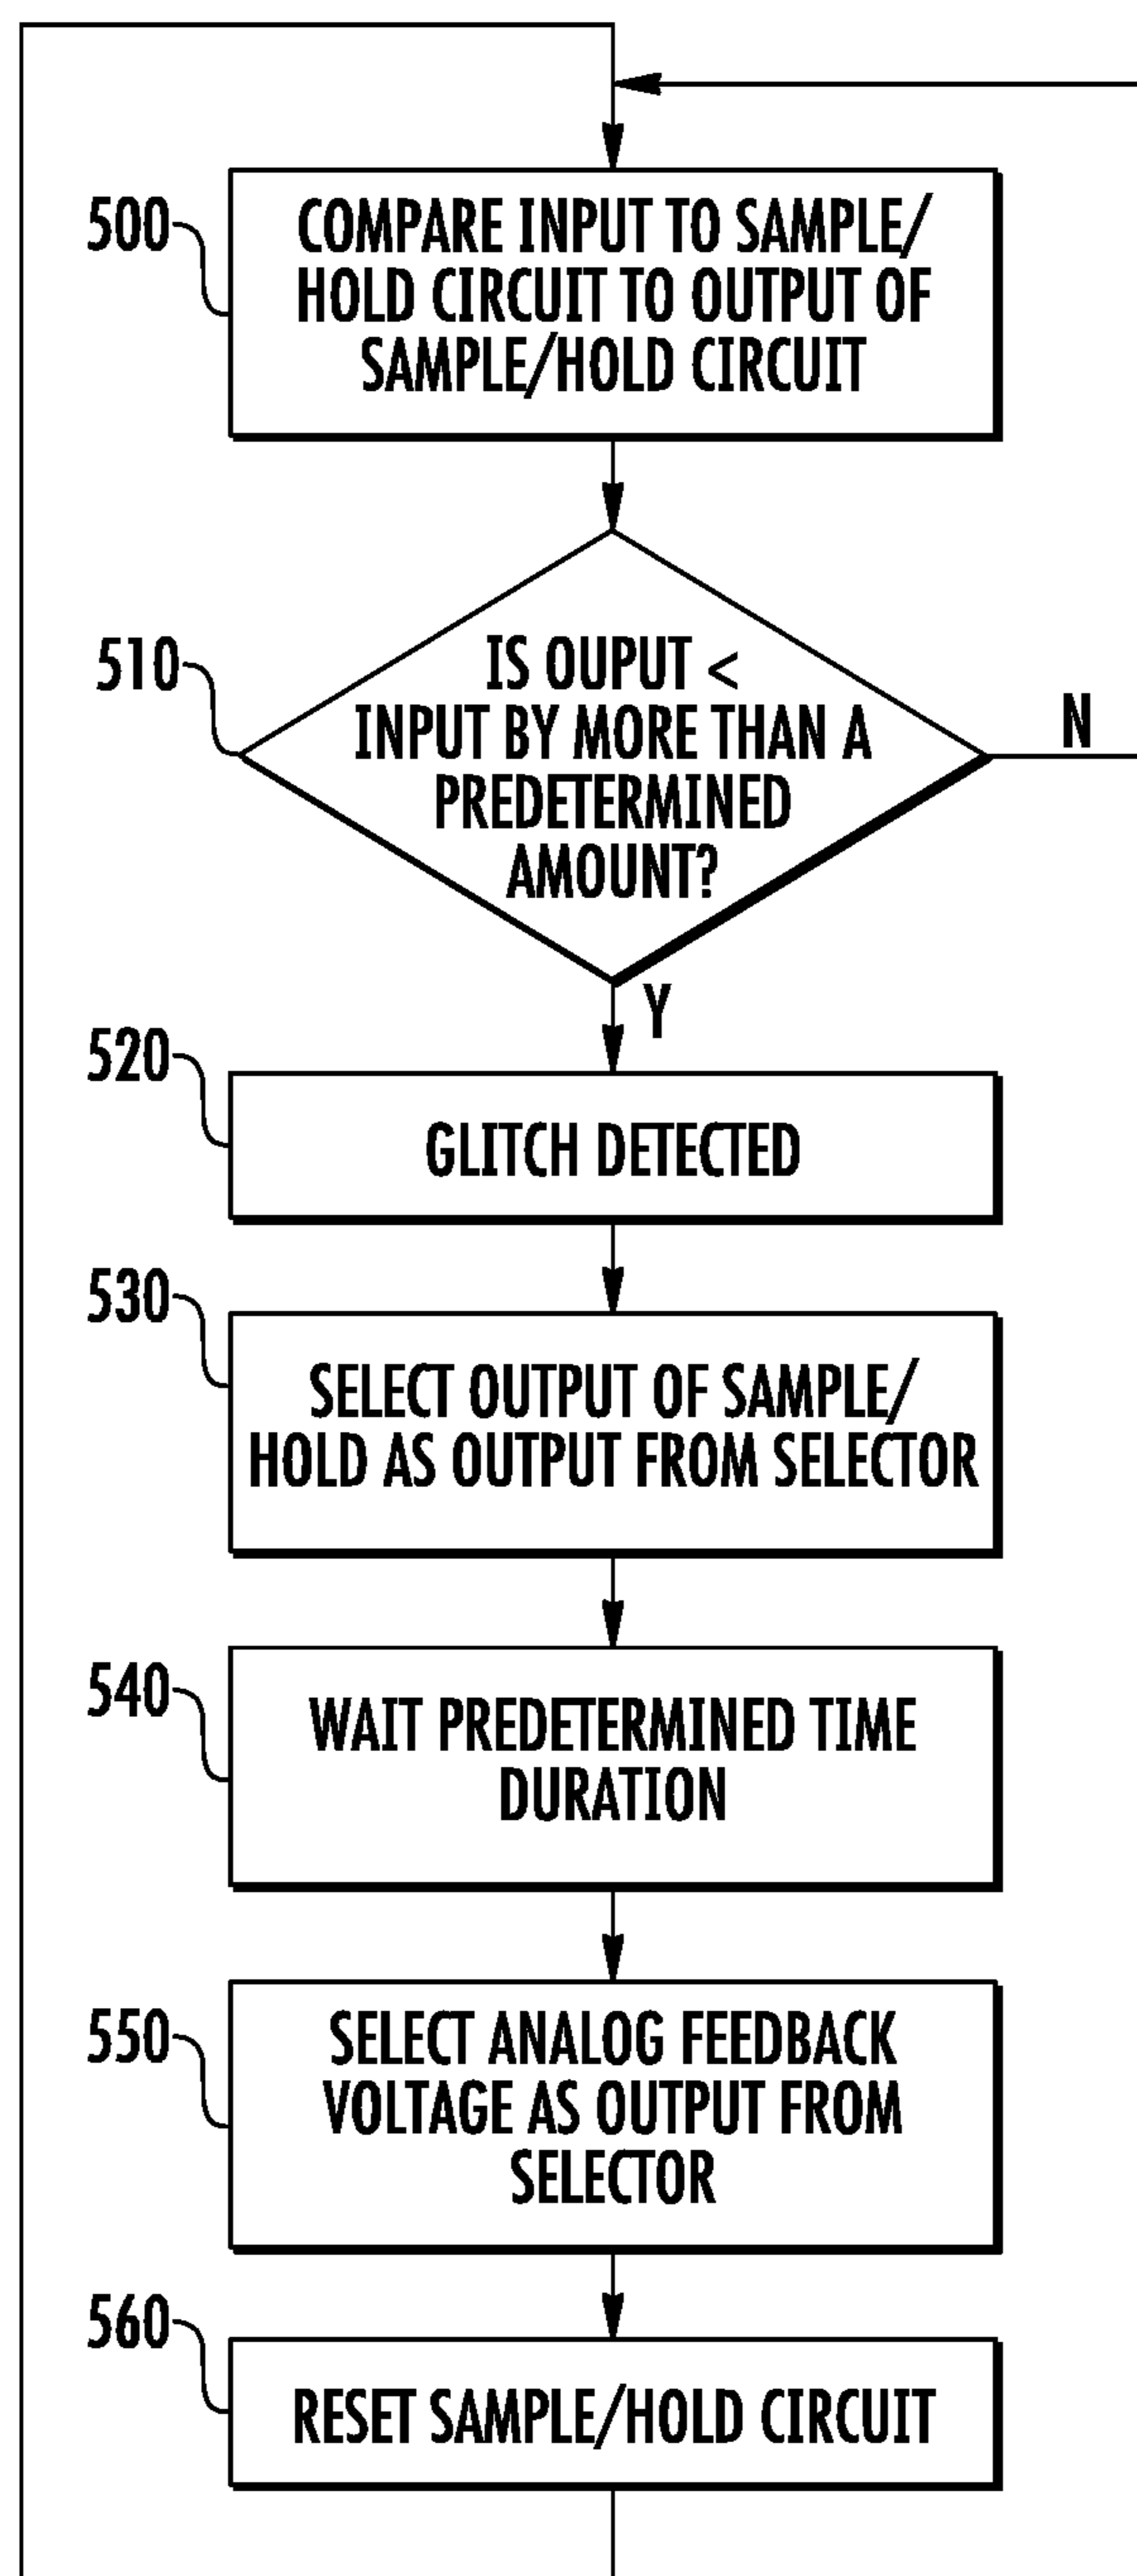 500
COMPARE INPUT TO SAMPLE/
HOLD CIRCUIT TO OUTPUT OF
SAMPLE/HOLD CIRCUIT
510
IS OUPUT <
INPUT BY MORE THAN A
PREDETERMINED
AMOUNT?
N
Y
520
GLITCH DETECTED
530
SELECT OUTPUT OF SAMPLE/
HOLD AS OUTPUT FROM SELECTOR
540
WAIT PREDETERMINED TIME
DURATION
550
SELECT ANALOG FEEDBACK
VOLTAGE AS OUTPUT FROM
SELECTOR
560
RESET SAMPLE/HOLD CIRCUIT